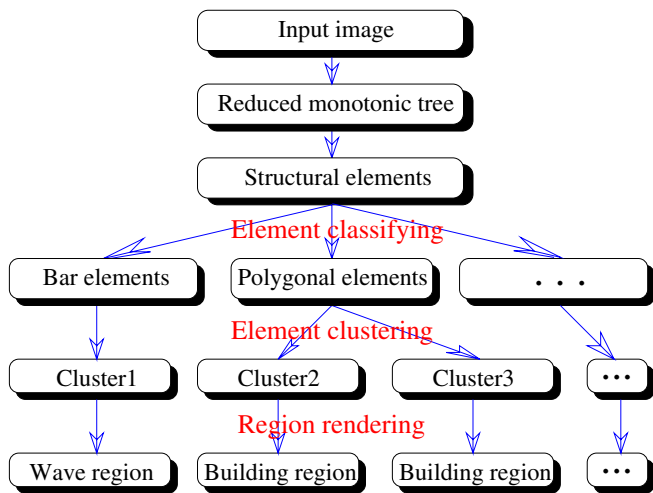 Input image
Reduced monotonic tree
Structural elements
Element classifying
Bar elements
Polygonal elements
. . .
Element clustering
Cluster1
Cluster2
Cluster3
...
Region rendering
Wave region
Building region
Building region
...